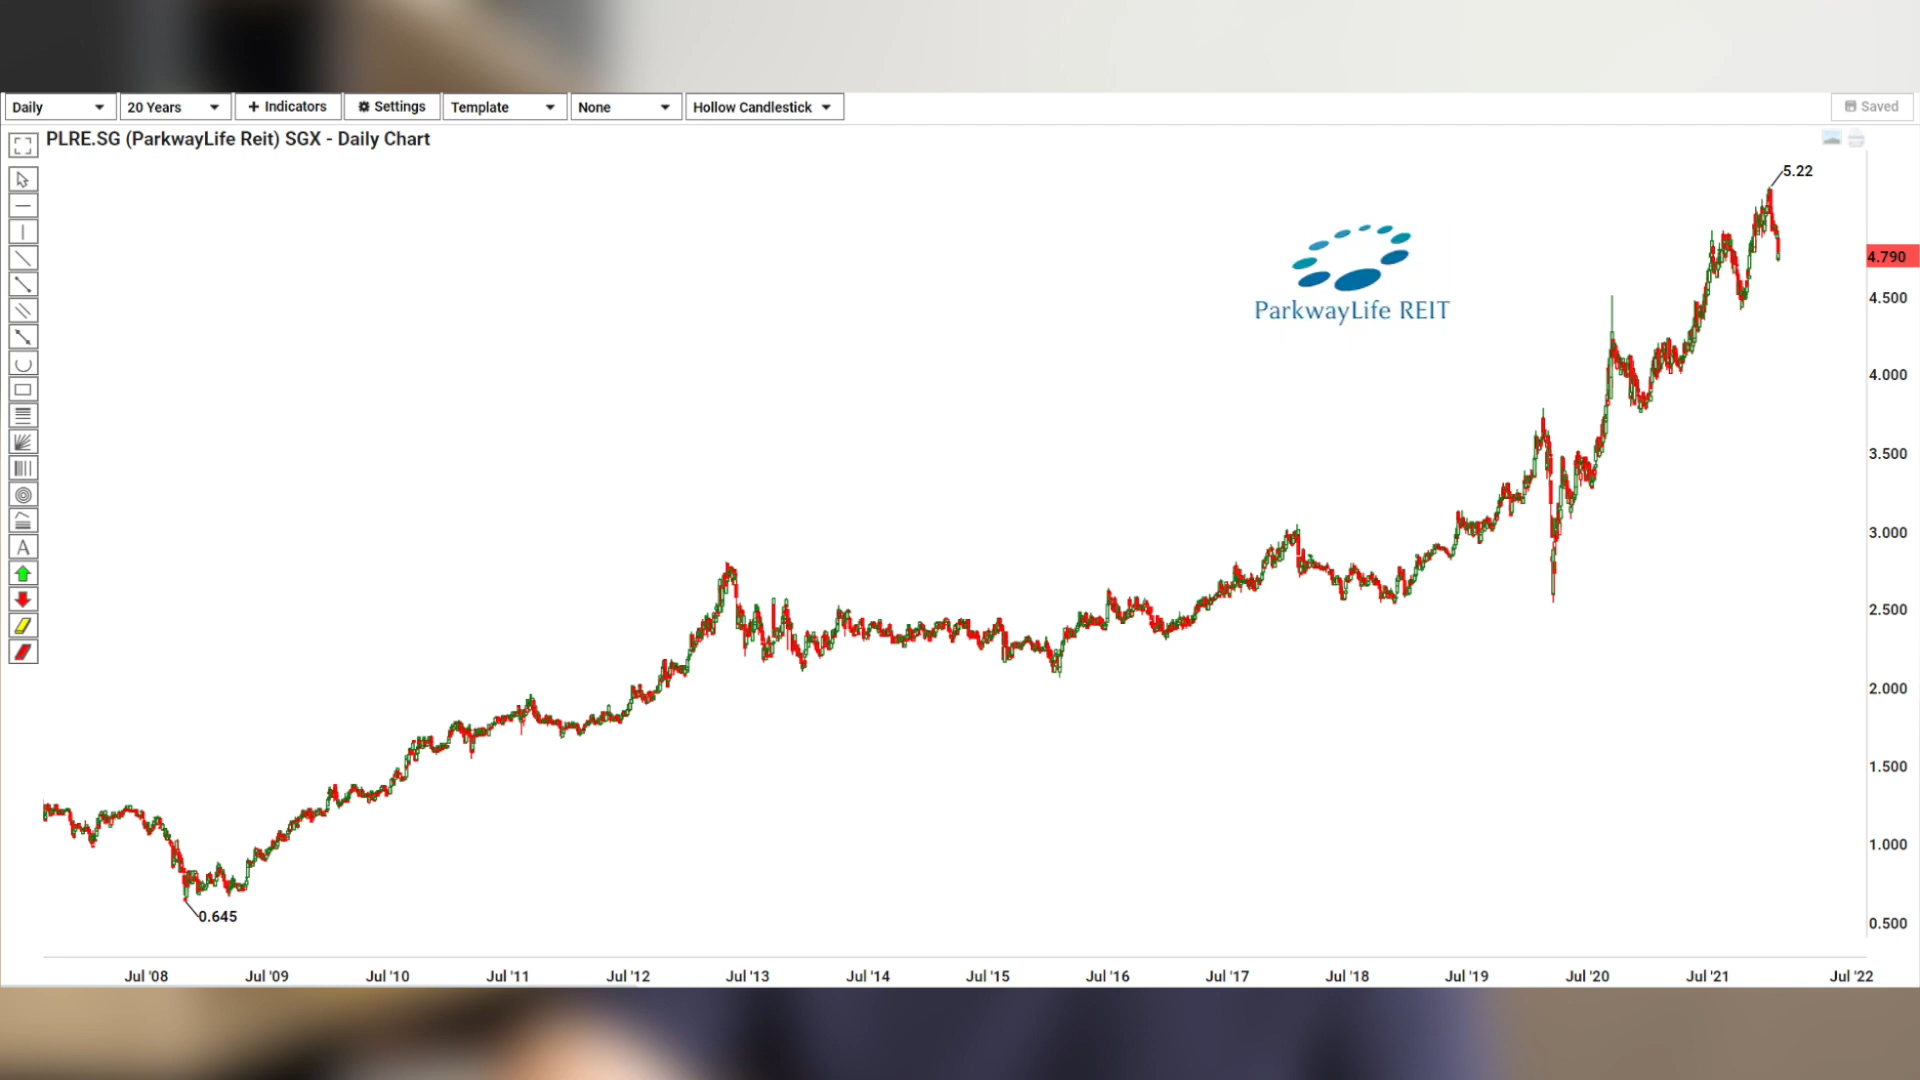 Daily 20 Years + Indicators Settings Template None Hollow Candlestick Saved
PLRE.SG (ParkwayLife Reit) SGX - Daily Chart
5.22
ParkwayLife REIT
4.790
4.500
4.000
3.500
3.000
2.500
2.000
1.500
1.000
0.500
A
0.645
Jul '08 Jul '09 Jul '10 Jul '11 Jul '12 Jul '13 Jul '14 Jul '15 Jul '16 Jul '17 Jul '18 Jul '19 Jul '20 Jul '21 Jul '22